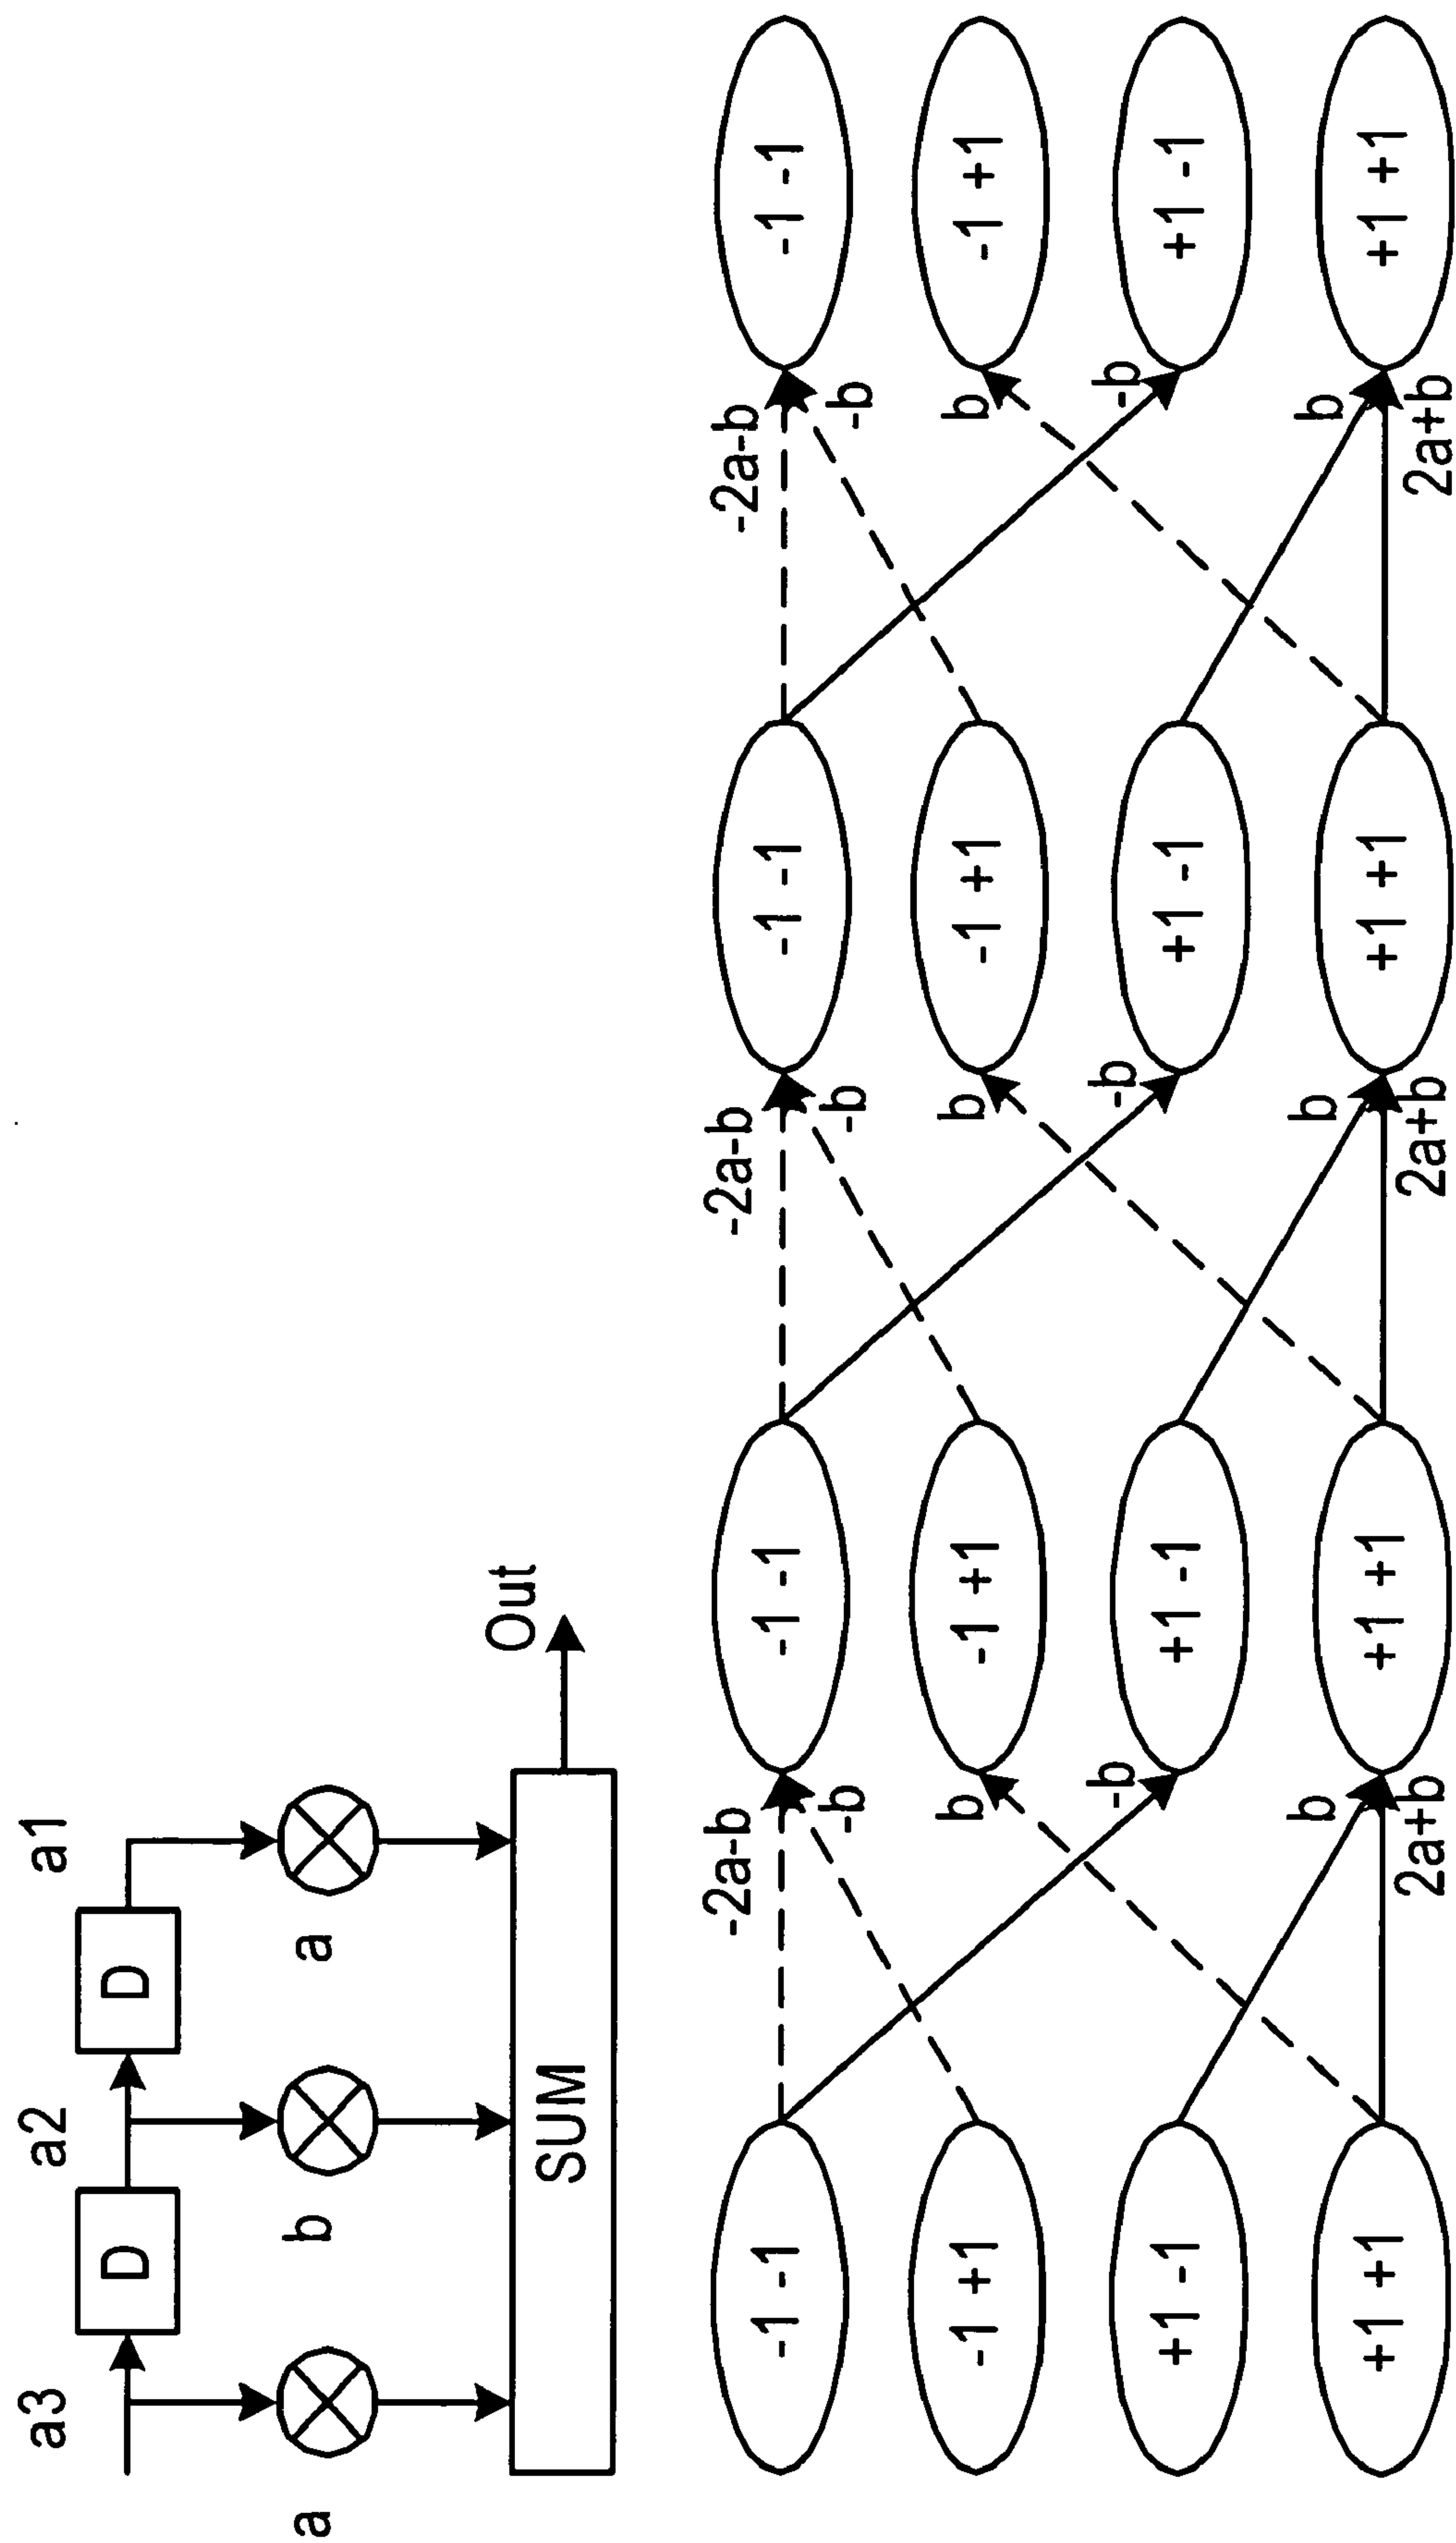 a3 a2 a1
D D
a b a
SUM
Out
-1 -1 -2a-b -1 -1 -2a-b -1 -1 -2a-b -1 -1
-b -b -b
-1 +1 b -1 +1 b -1 +1 b -1 +1
-b -b -b
+1 -1 +1 -1 +1 -1 +1 -1
b b b
+1 +1 +1 +1 +1 +1 +1 +1
2a+b 2a+b 2a+b